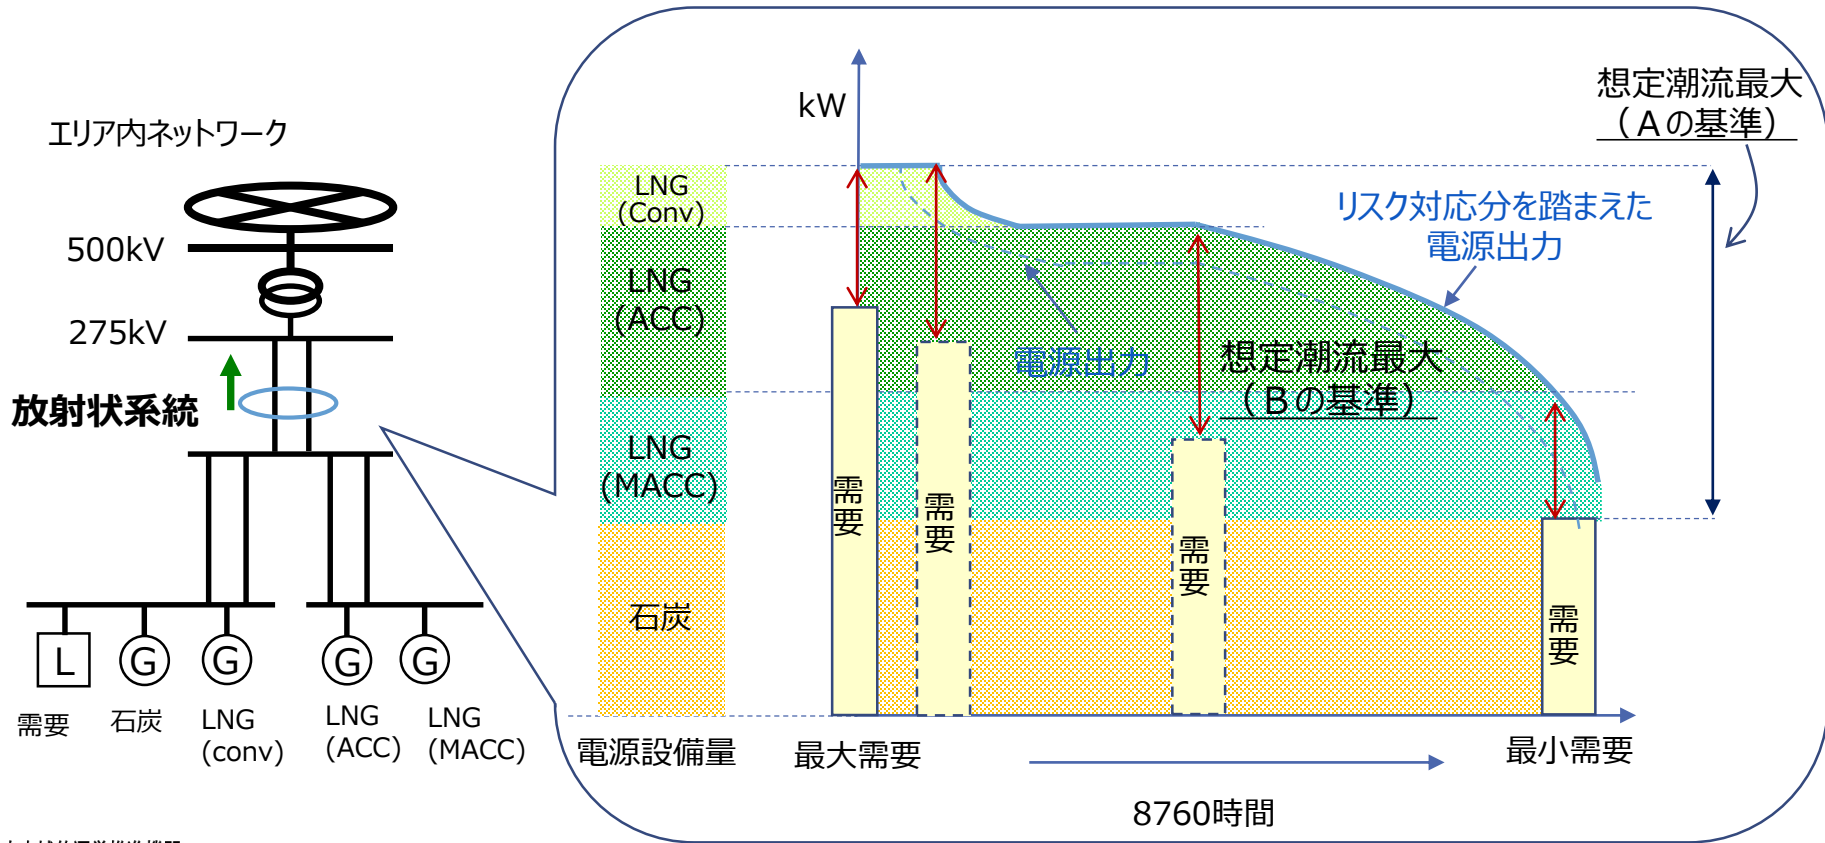 エリア内ネットワーク
500kV
275kV
放射状系統
L
G
G
G
G
需要
石炭
LNG
(conv)
LNG
(ACC)
LNG
(MACC)
kW
LNG
(Conv)
LNG
(ACC)
LNG
(MACC)
石炭
電源設備量
需要
需要
需要
需要
電源出力
リスク対応分を踏まえた
電源出力
想定潮流最大
（Ｂの基準）
想定潮流最大
（Ａの基準）
最大需要
最小需要
8760時間